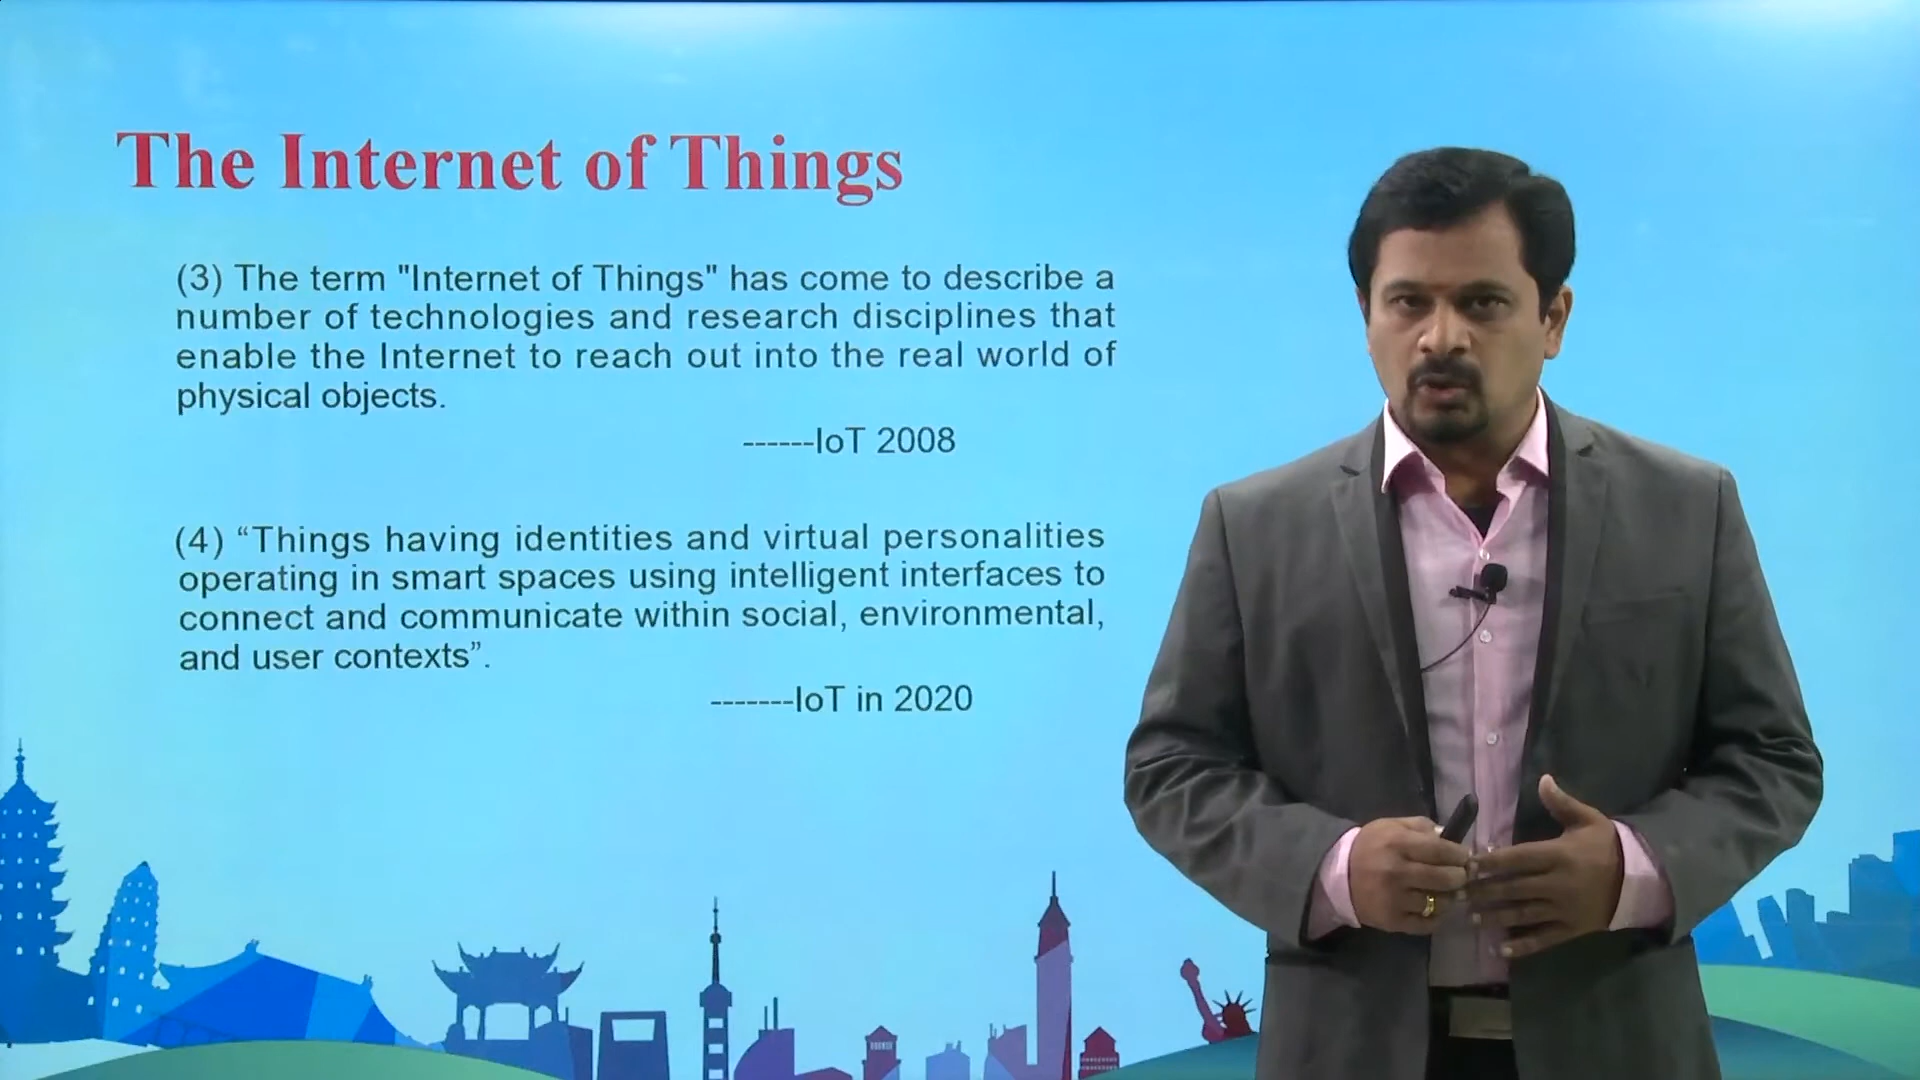 The Internet of Things
(3) The term "Internet of Things" has come to describe a
number of technologies and research disciplines that
enable the Internet to reach out into the real world of
physical objects.
------IoT 2008
(4) “Things having identities and virtual personalities
operating in smart spaces using intelligent interfaces to
connect and communicate within social, environmental,
and user contexts”.
-------IoT in 2020